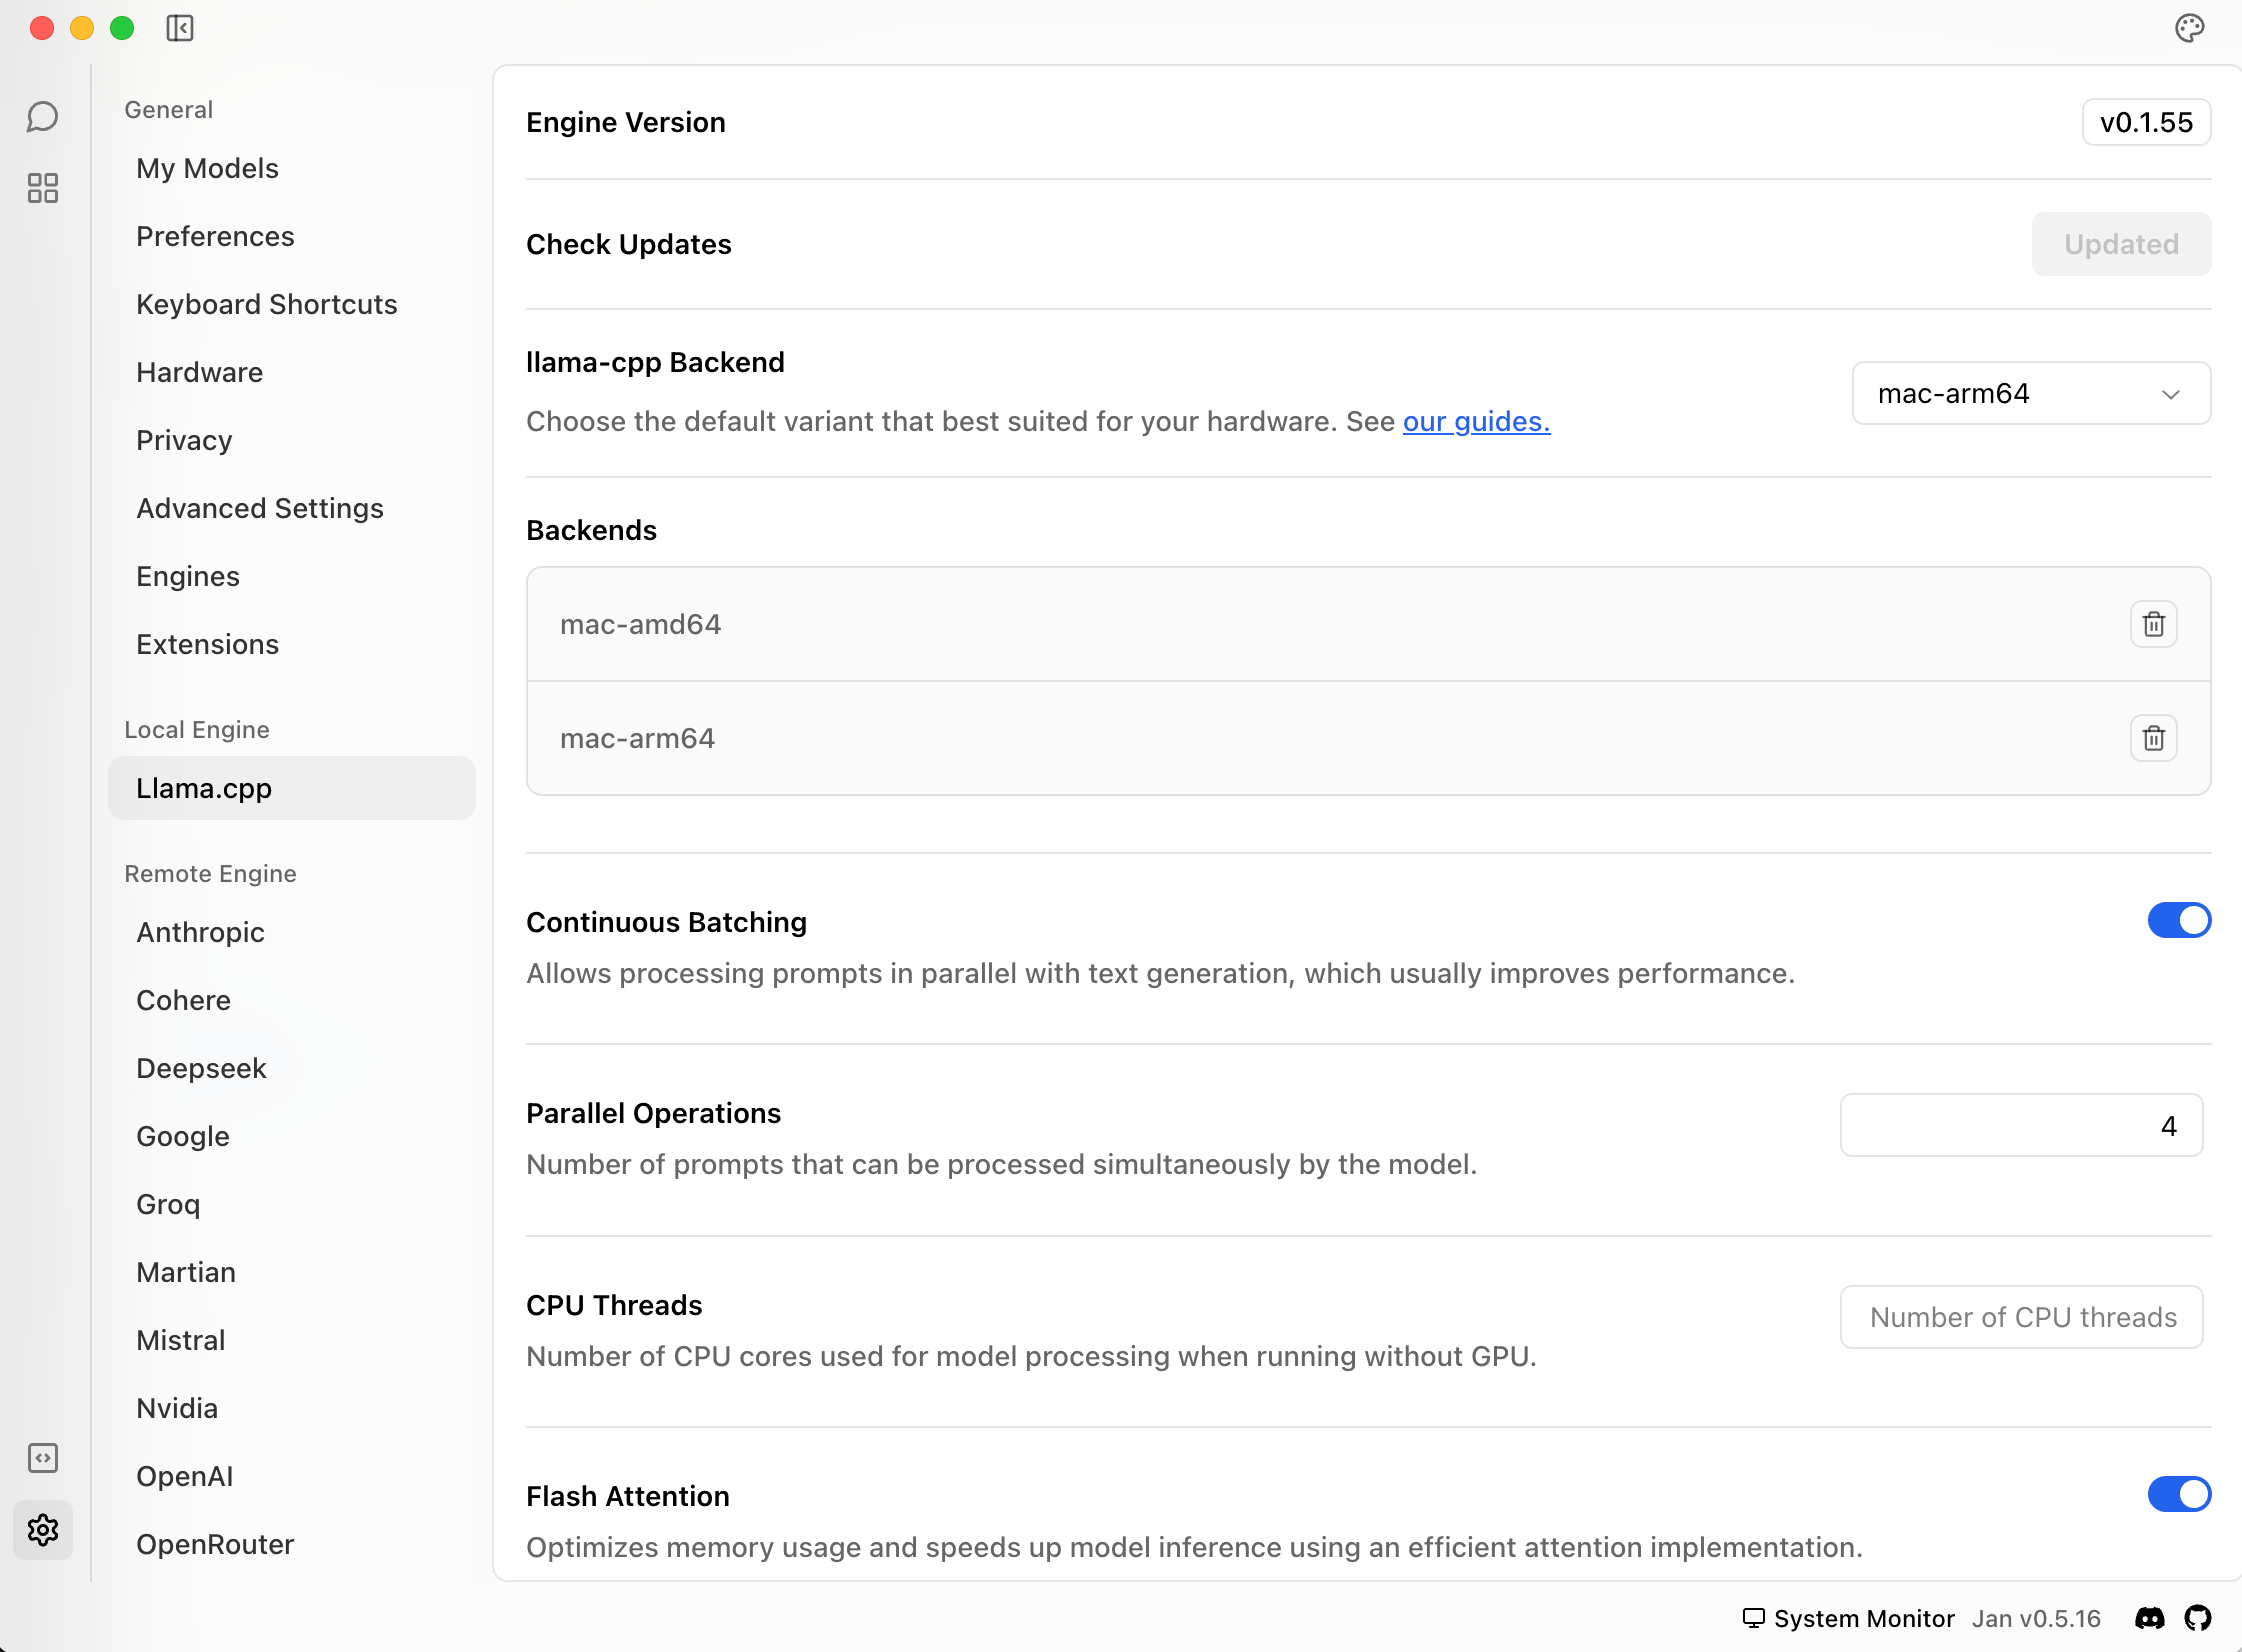 General
My Models
Preferences
Keyboard Shortcuts
Hardware
Privacy
Advanced Settings
Engines
Extensions
Local Engine
Llama.cpp
Remote Engine
Anthropic
Cohere
Deepseek
Google
Groq
Martian
Mistral
Nvidia
OpenAI
OpenRouter
Engine Version
v0.1.55
Check Updates
Updated
llama-cpp Backend
Choose the default variant that best suited for your hardware. See our guides.
mac-arm64
Backends
mac-amd64
mac-arm64
Continuous Batching
Allows processing prompts in parallel with text generation, which usually improves performance.
Parallel Operations
Number of prompts that can be processed simultaneously by the model.
4
CPU Threads
Number of CPU cores used for model processing when running without GPU.
Number of CPU threads
Flash Attention
Optimizes memory usage and speeds up model inference using an efficient attention implementation.
System Monitor
Jan v0.5.16